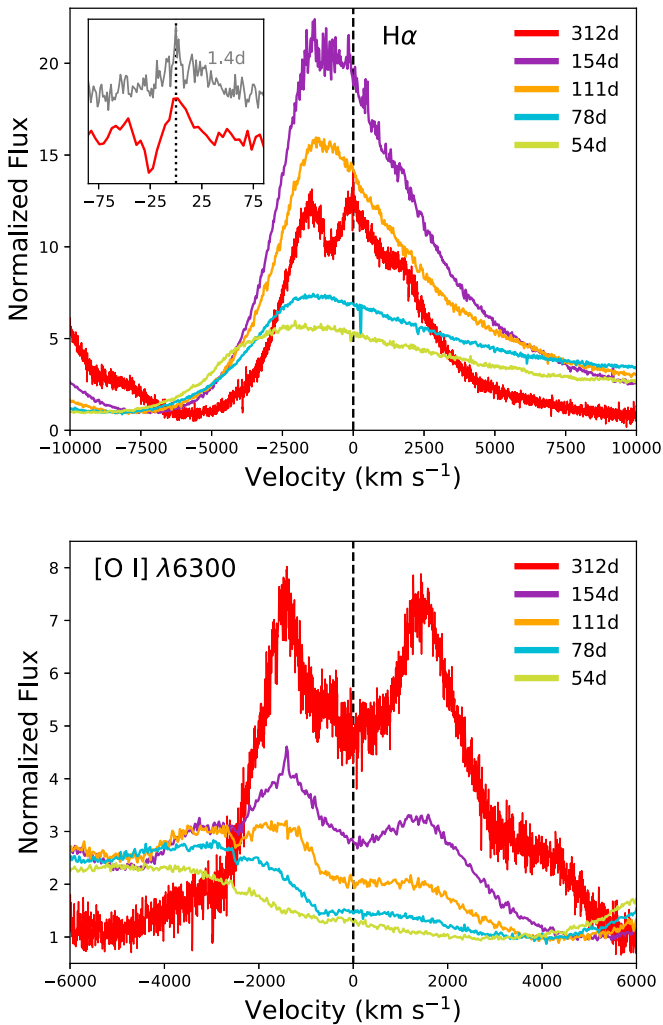 Hα
312d
154d
111d
78d
54d
1.4d
−75 −25 25 75
20
15
10
5
0
Normalized Flux
−10000 −7500 −5000 −2500 0 2500 5000 7500 10000
Velocity (km s⁻¹)
[O I] λ6300
312d
154d
111d
78d
54d
8
7
6
5
4
3
2
1
Normalized Flux
−6000 −4000 −2000 0 2000 4000 6000
Velocity (km s⁻¹)